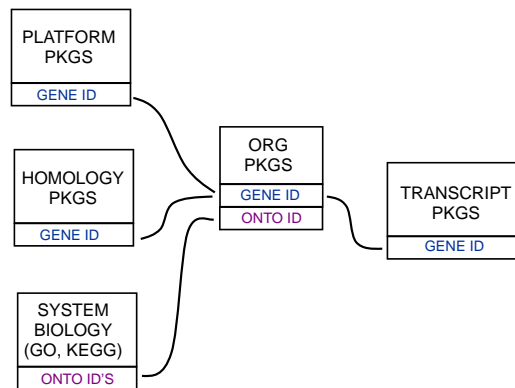 PLATFORM
PKGS
GENE ID
HOMOLOGY
PKGS
GENE ID
SYSTEM
BIOLOGY
(GO, KEGG)
ONTO ID'S
ORG
PKGS
GENE ID
ONTO ID
TRANSCRIPT
PKGS
GENE ID